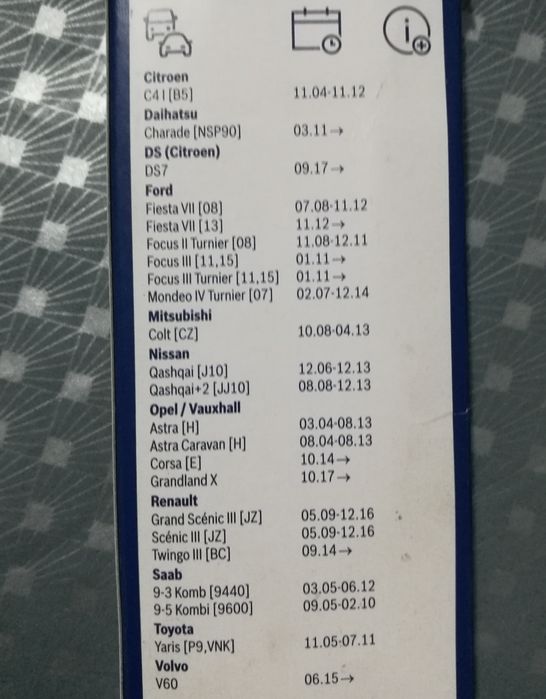 Citroen
C4 I [B5] 11.04-11.12
Daihatsu
Charade [NSP90] 03.11→
DS (Citroen)
DS7 09.17→
Ford
Fiesta VII [08] 07.08-11.12
Fiesta VII [13] 11.12→
Focus II Turnier [08] 11.08-12.11
Focus III [11,15] 01.11→
Focus III Turnier [11,15] 01.11→
Mondeo IV Turnier [07] 02.07-12.14
Mitsubishi
Colt [CZ] 10.08-04.13
Nissan
Qashqai [J10] 12.06-12.13
Qashqai+2 [JJ10] 08.08-12.13
Opel / Vauxhall
Astra [H] 03.04-08.13
Astra Caravan [H] 08.04-08.13
Corsa [E] 10.14→
Grandland X 10.17→
Renault
Grand Scénic III [JZ] 05.09-12.16
Scénic III [JZ] 05.09-12.16
Twingo III [BC] 09.14→
Saab
9-3 Komb [9440] 03.05-06.12
9-5 Kombi [9600] 09.05-02.10
Toyota
Yaris [P9,VNK] 11.05-07.11
Volvo
V60 06.15→